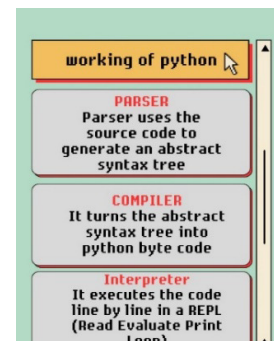 working of python
PARSER
Parser uses the
source code to
generate an abstract
syntax tree
COMPILER
It turns the abstract
syntax tree into
python byte code
Interpreter
It executes the code
line by line in a REPL
(Read Evaluate Print
Loop)